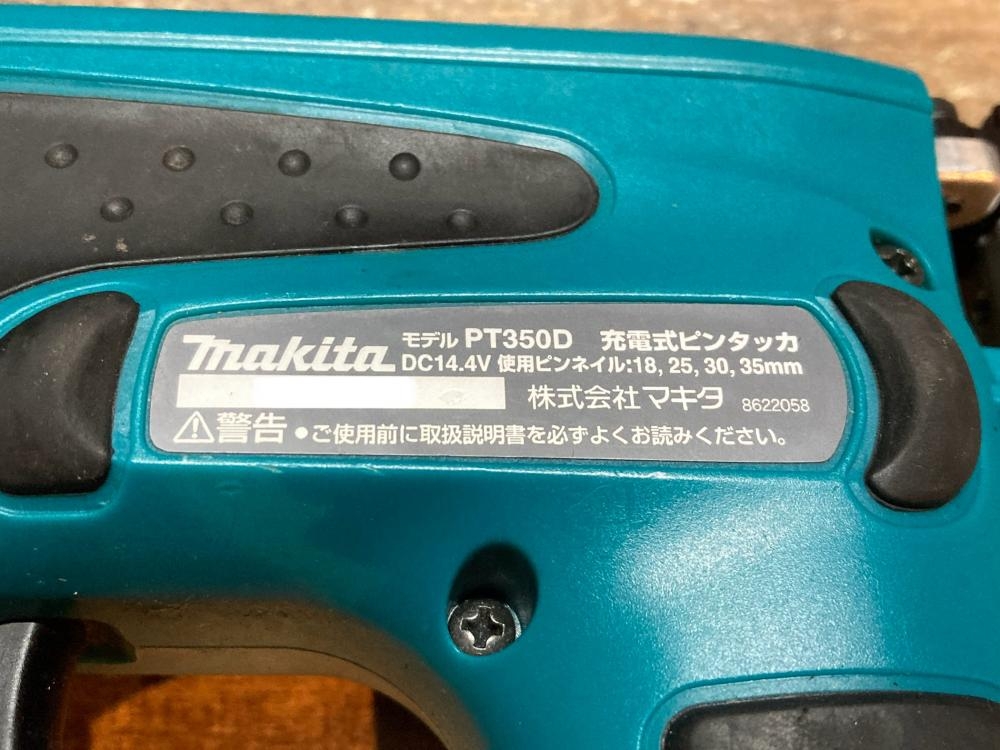 makita モデル PT350D 充電式ピンタッカ
DC14.4V 使用ピンネイル:18, 25, 30, 35mm
株式会社 マキタ 8622058
警告 ●ご使用前に取扱説明書を必ずよくお読みください。